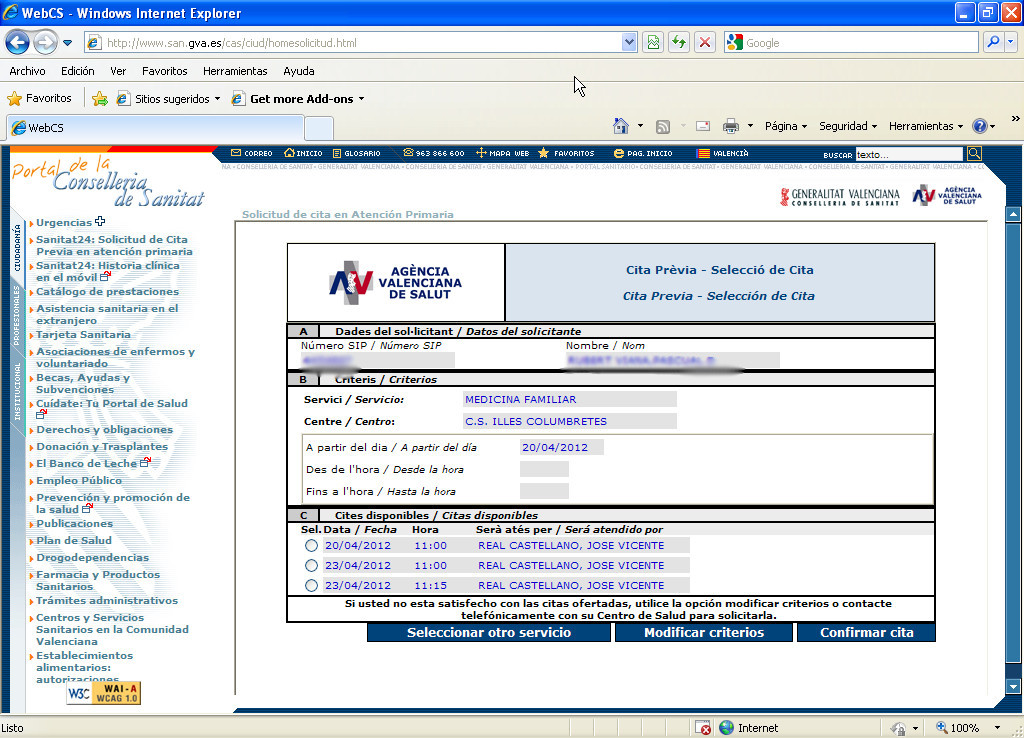 WebCS - Windows Internet Explorer
http://www.san.gva.es/cas/ciud/homesolicitud.html
Google
Archivo Edición Ver Favoritos Herramientas Ayuda
Favoritos Sitios sugeridos Get more Add-ons
WebCS
Página Seguridad Herramientas
CORREO INICIO GLOSARIO 963 866 600 MAPA WEB FAVORITOS PAG. INICIO VALENCIÀ
BUSCAR texto...
Portal de la
Conselleria
de Sanitat
GENERALITAT VALENCIANA
CONSELLERIA DE SANITAT
AGÈNCIA
VALENCIANA
DE SALUT
CIUDADANÍA
PROFESIONALES
INSTITUCIONAL
Urgencias
Sanitat24: Solicitud de Cita
Previa en atención primaria
Sanitat24: Historia clínica
en el móvil
Catálogo de prestaciones
Asistencia sanitaria en el
extranjero
Tarjeta Sanitaria
Asociaciones de enfermos y
voluntariado
Becas, Ayudas y
Subvenciones
Cuídate: Tu Portal de Salud
Derechos y obligaciones
Donación y Trasplantes
El Banco de Leche
Empleo Público
Prevención y promoción de
la salud
Publicaciones
Plan de Salud
Drogodependencias
Farmacia y Productos
Sanitarios
Trámites administrativos
Centros y Servicios
Sanitarios en la Comunidad
Valenciana
Establecimientos
alimentarios:
autorizaciones
W3C WAI-A
WCAG 1.0
Solicitud de cita en Atención Primaria
AGÈNCIA
VALENCIANA
DE SALUT
Cita Prèvia - Selecció de Cita
Cita Previa - Selección de Cita
A Dades del sol·licitant / Datos del solicitante
Número SIP / Número SIP Nombre / Nom
B Criteris / Criterios
Servici / Servicio: MEDICINA FAMILIAR
Centre / Centro: C.S. ILLES COLUMBRETES
A partir del dia / A partir del día 20/04/2012
Des de l'hora / Desde la hora
Fins a l'hora / Hasta la hora
C Cites disponibles / Citas disponibles
Sel. Data / Fecha Hora Serà atés per / Será atendido por
20/04/2012 11:00 REAL CASTELLANO, JOSE VICENTE
23/04/2012 11:00 REAL CASTELLANO, JOSE VICENTE
23/04/2012 11:15 REAL CASTELLANO, JOSE VICENTE
Si usted no esta satisfecho con las citas ofertadas, utilice la opción modificar criterios o contacte
telefónicamente con su Centro de Salud para solicitarla.
Seleccionar otro servicio Modificar criterios Confirmar cita
Listo Internet 100%